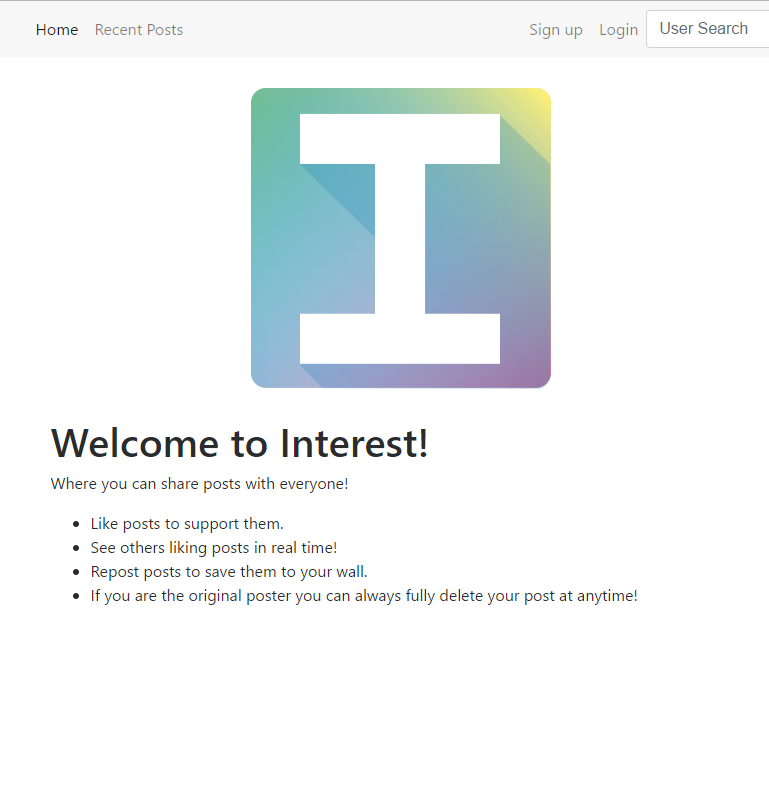 Home Recent Posts Sign up Login User Search
I
Welcome to Interest!
Where you can share posts with everyone!
Like posts to support them.
See others liking posts in real time!
Repost posts to save them to your wall.
If you are the original poster you can always fully delete your post at anytime!